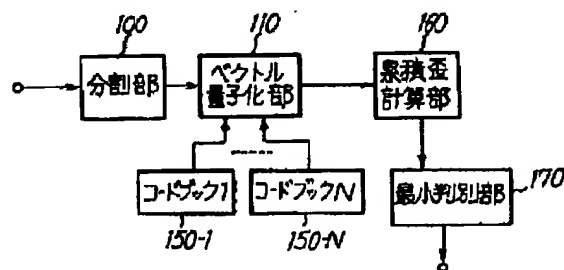 100
分割部
110
ベクトル
量子化部
160
累積歪
計算部
コードブック1
150-1
コードブックN
150-N
最小判別部
170